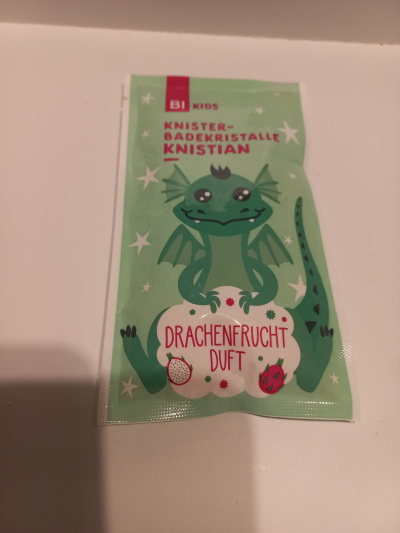 BI KIDS
KNISTER-
BADEKRISTALLE
KNISTIAN
DRACHENFRUCHT
DUFT